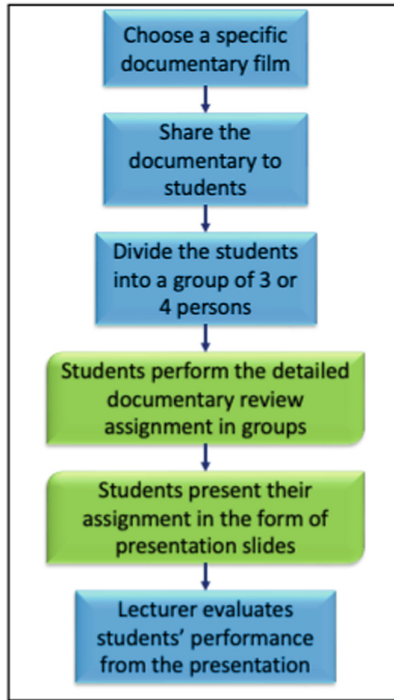 Choose a specific
documentary film
Share the
documentary to
students
Divide the students
into a group of 3 or
4 persons
Students perform the detailed
documentary review
assignment in groups
Students present their
assignment in the form of
presentation slides
Lecturer evaluates
students’ performance
from the presentation